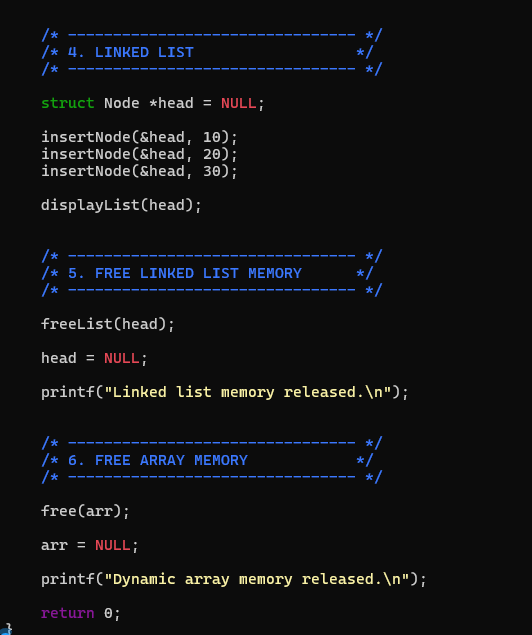 /* -------------------------------- */
/* 4. LINKED LIST                  */
/* -------------------------------- */
struct Node *head = NULL;
insertNode(&head, 10);
insertNode(&head, 20);
insertNode(&head, 30);
displayList(head);
/* -------------------------------- */
/* 5. FREE LINKED LIST MEMORY      */
/* -------------------------------- */
freeList(head);
head = NULL;
printf("Linked list memory released.\n");
/* -------------------------------- */
/* 6. FREE ARRAY MEMORY            */
/* -------------------------------- */
free(arr);
arr = NULL;
printf("Dynamic array memory released.\n");
return 0;
}